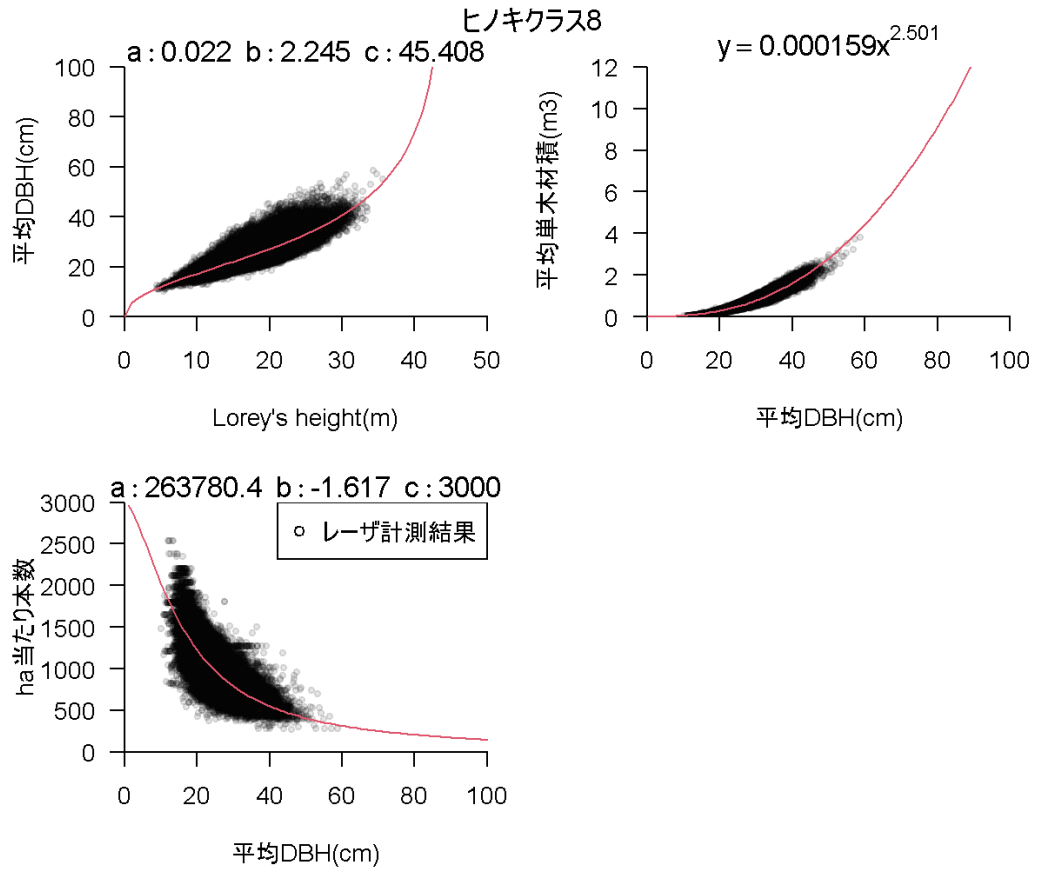 ヒノキクラス8
a : 0.022 b : 2.245 c : 45.408
100
80
60
40
20
0
平均DBH(cm)
0 10 20 30 40 50
Lorey's height(m)
y = 0.000159x^2.501
12
10
8
6
4
2
0
平均単木材積(m3)
0 20 40 60 80 100
平均DBH(cm)
a : 263780.4 b : -1.617 c : 3000
レーザ計測結果
3000
2500
2000
1500
1000
500
0
ha当たり本数
0 20 40 60 80 100
平均DBH(cm)